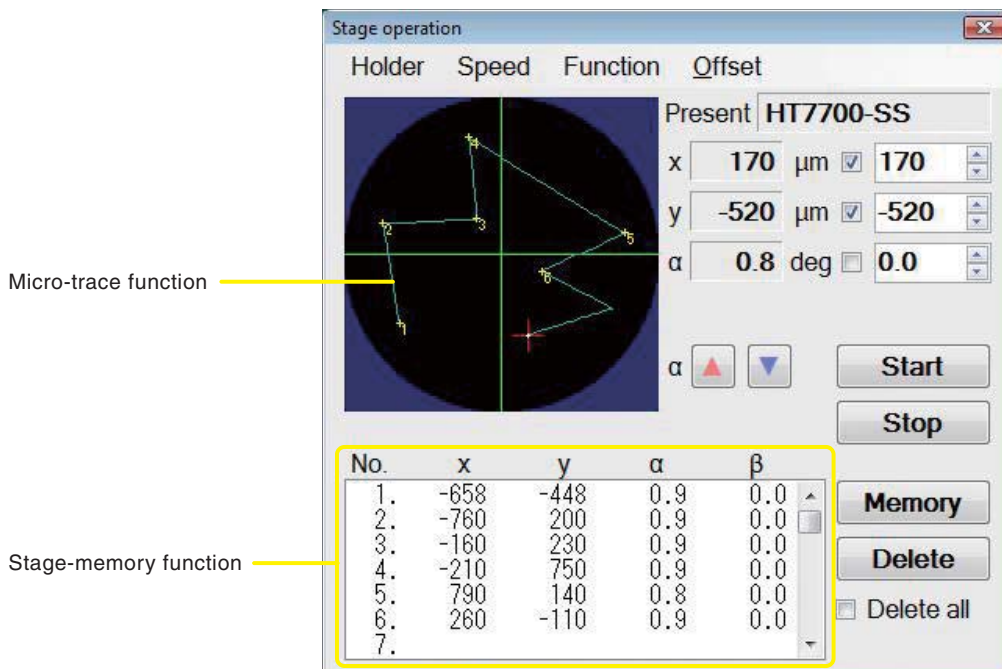 Stage operation
Holder Speed Function Offset
Present HT7700-SS
x 170 μm 170
y -520 μm -520
α 0.8 deg 0.0
4
2
3
5
6
1
Micro-trace function
α
Start
Stop
No. x y α β
1. -658 -448 0.9 0.0
2. -760 200 0.9 0.0
3. -160 230 0.9 0.0
4. -210 750 0.9 0.0
5. 790 140 0.8 0.0
6. 260 -110 0.9 0.0
7.
Memory
Delete
Delete all
Stage-memory function